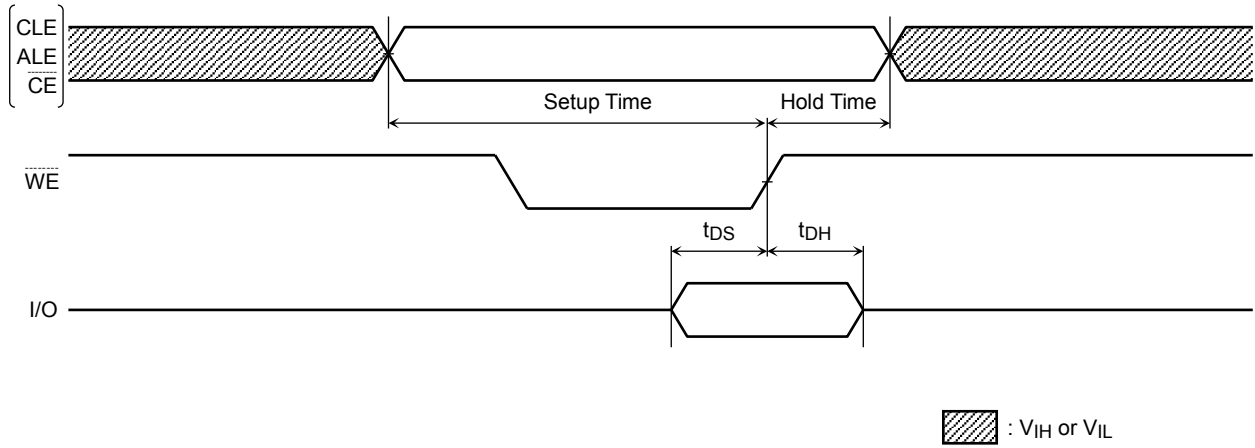 CLE
ALE
CE
Setup Time
Hold Time
WE
tDS
tDH
I/O
: VIH or VIL